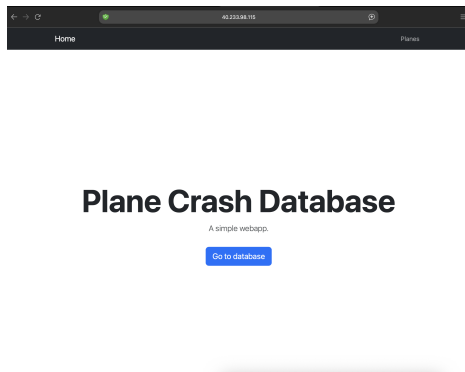 40.233.98.115
Home Planes
Plane Crash Database
A simple webapp.
Go to database